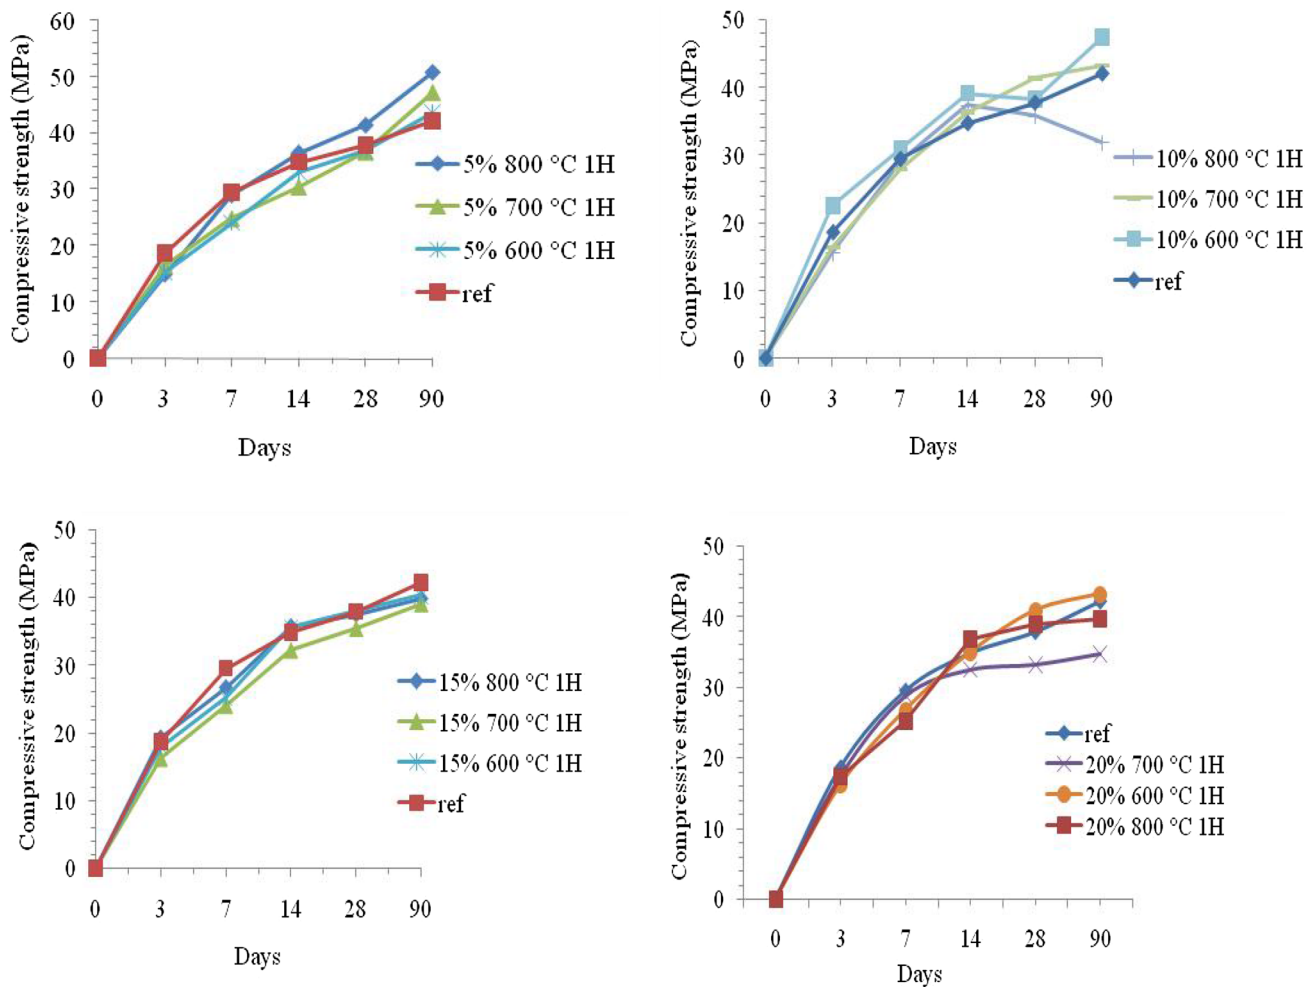 Compressive strength (MPa)
60
50
40
30
20
10
0
0 3 7 14 28 90
Days
5% 800 °C 1H
5% 700 °C 1H
5% 600 °C 1H
ref
Compressive strength (MPa)
50
40
30
20
10
0
0 3 7 14 28 90
Days
10% 800 °C 1H
10% 700 °C 1H
10% 600 °C 1H
ref
Compressive strength (MPa)
50
40
30
20
10
0
0 3 7 14 28 90
Days
15% 800 °C 1H
15% 700 °C 1H
15% 600 °C 1H
ref
Compressive strength (MPa)
50
40
30
20
10
0
0 3 7 14 28 90
Days
ref
20% 700 °C 1H
20% 600 °C 1H
20% 800 °C 1H